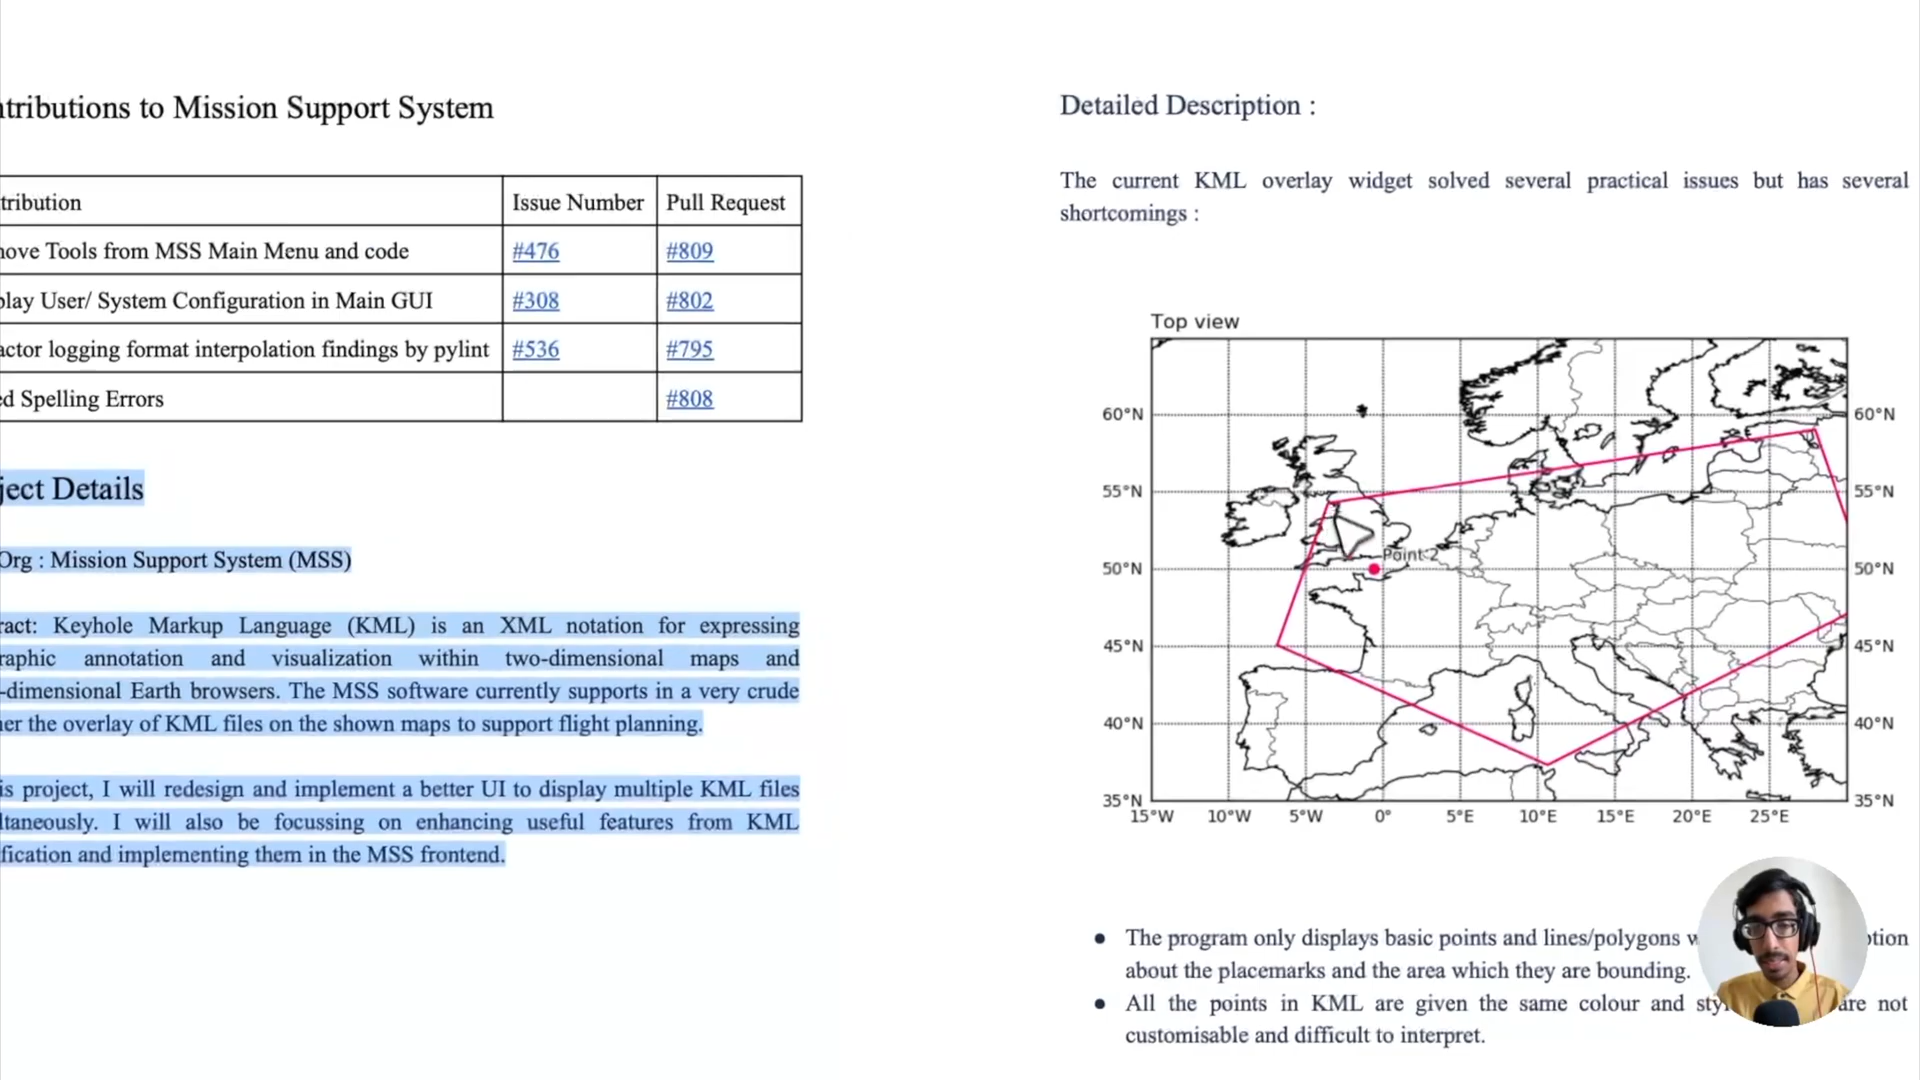 tributions to Mission Support System
tribution Issue Number Pull Request
ove Tools from MSS Main Menu and code #476 #809
play User/ System Configuration in Main GUI #308 #802
actor logging format interpolation findings by pylint #536 #795
ed Spelling Errors #808
ject Details
Org : Mission Support System (MSS)
ract: Keyhole Markup Language (KML) is an XML notation for expressing
raphic annotation and visualization within two-dimensional maps and
-dimensional Earth browsers. The MSS software currently supports in a very crude
er the overlay of KML files on the shown maps to support flight planning.
is project, I will redesign and implement a better UI to display multiple KML files
ltaneously. I will also be focussing on enhancing useful features from KML
fication and implementing them in the MSS frontend.
Detailed Description :
The current KML overlay widget solved several practical issues but has several
shortcomings :
Top view
60°N 60°N
55°N 55°N
Point 2
50°N 50°N
45°N 45°N
40°N 40°N
35°N 35°N
15°W 10°W 5°W 0° 5°E 10°E 15°E 20°E 25°E
● The program only displays basic points and lines/polygons w ption
about the placemarks and the area which they are bounding.
● All the points in KML are given the same colour and sty are not
customisable and difficult to interpret.